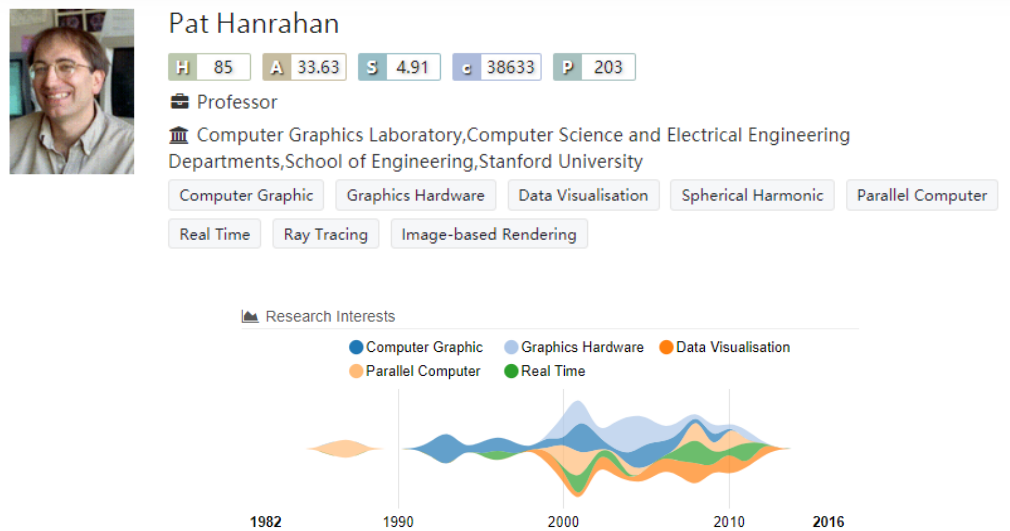 Pat Hanrahan
H 85 A 33.63 S 4.91 c 38633 P 203
Professor
Computer Graphics Laboratory,Computer Science and Electrical Engineering
Departments,School of Engineering,Stanford University
Computer Graphic Graphics Hardware Data Visualisation Spherical Harmonic Parallel Computer
Real Time Ray Tracing Image-based Rendering
Research Interests
Computer Graphic Graphics Hardware Data Visualisation
Parallel Computer Real Time
1982 1990 2000 2010 2016